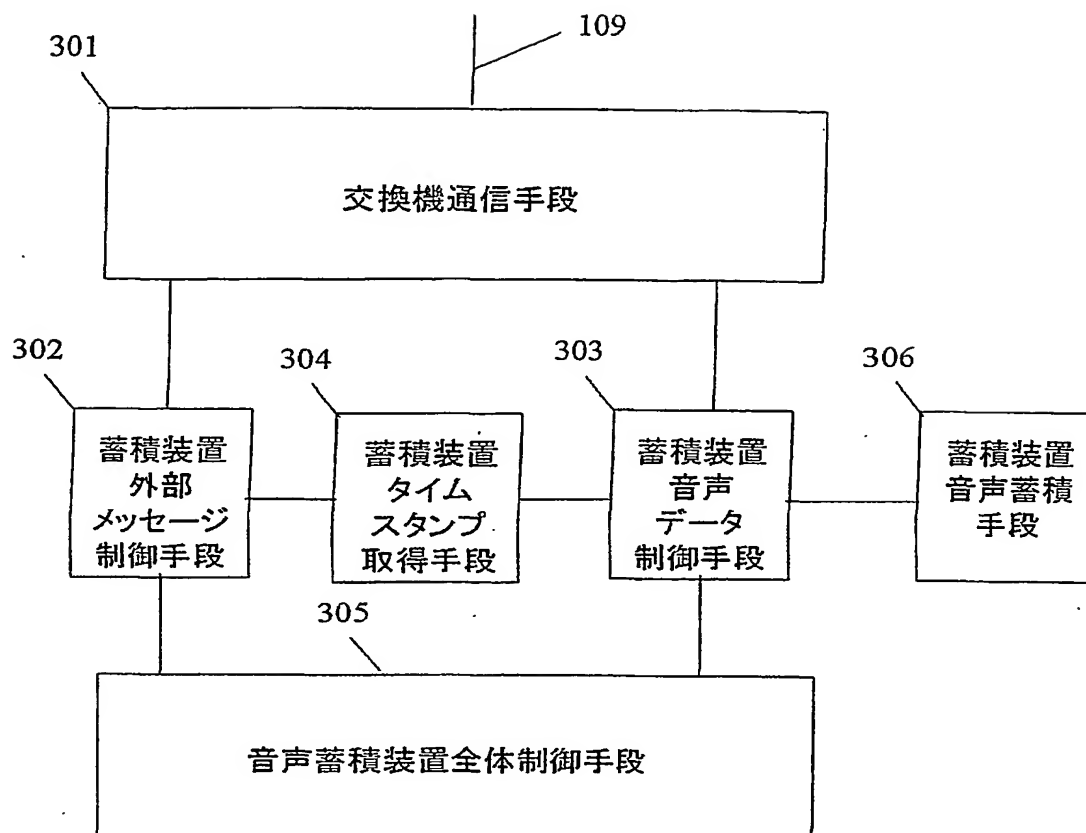 109
301
交換機通信手段
302
304
303
306
蓄積装置
外部
メッセージ
制御手段
蓄積装置
タイム
スタンプ
取得手段
蓄積装置
音声
データ
制御手段
蓄積装置
音声蓄積
手段
305
音声蓄積装置全体制御手段